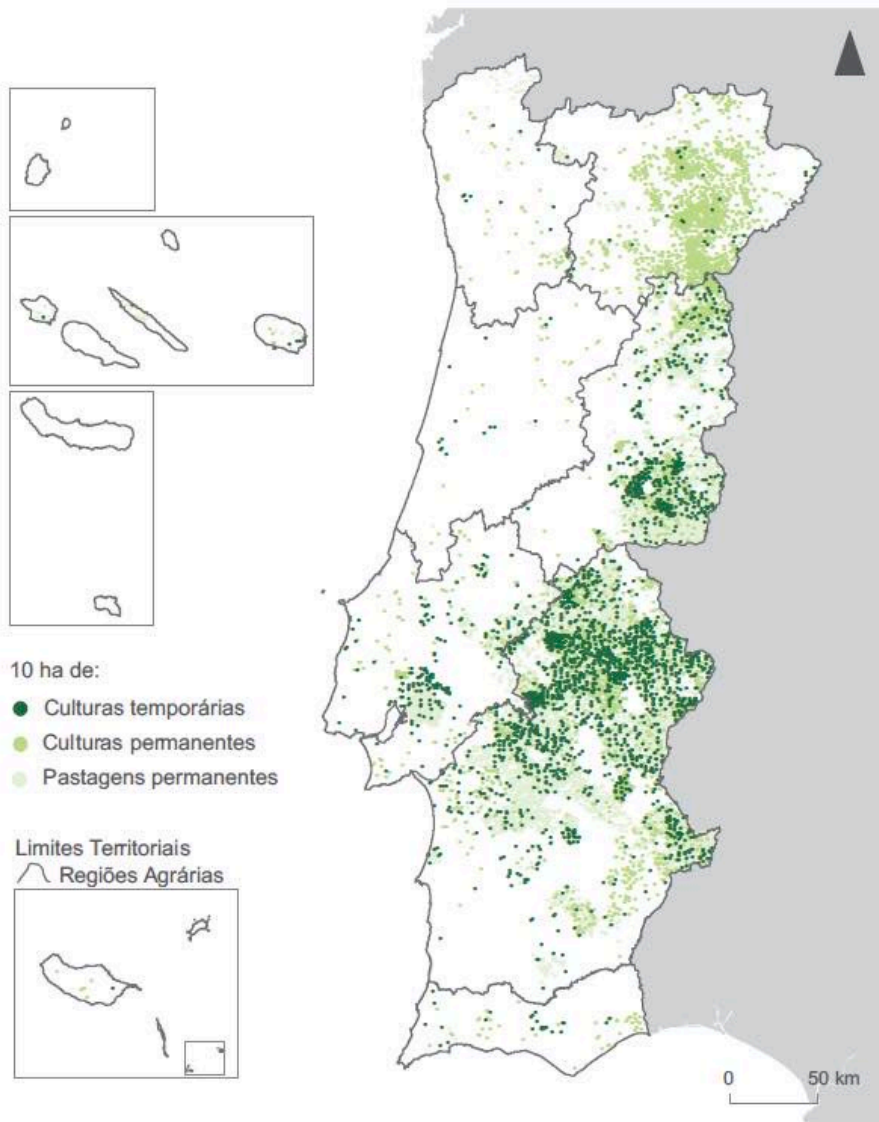 10 ha de:
Culturas temporárias
Culturas permanentes
Pastagens permanentes
Limites Territoriais
Regiões Agrárias
0 50 km